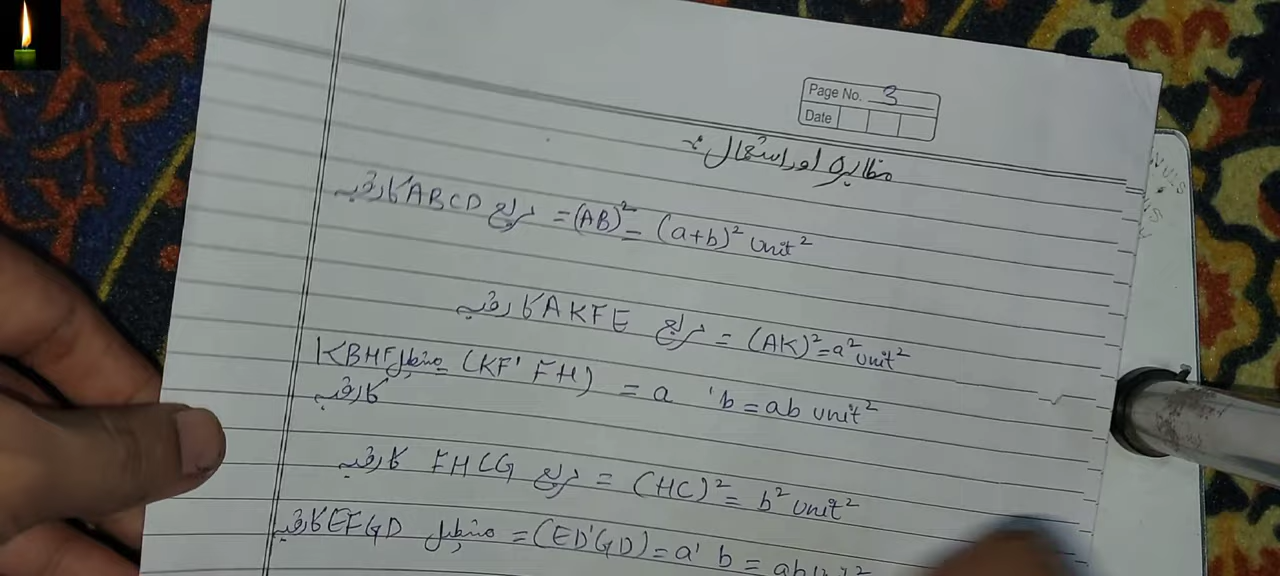 Page No. 3
Date
مظاہرہ اور استعمال :-
مربع ABCD کا رقبہ = (AB)² = (a+b)² unit²
مربع AKFE کا رقبہ = (AK)² = a² unit²
مستطیل KBHF = (KF' FH) = a 'b = ab unit²
کا رقبہ
مربع FHCG کا رقبہ = (HC)² = b² unit²
مستطیل EFGD کا رقبہ = (ED'GD) = a' b = ab